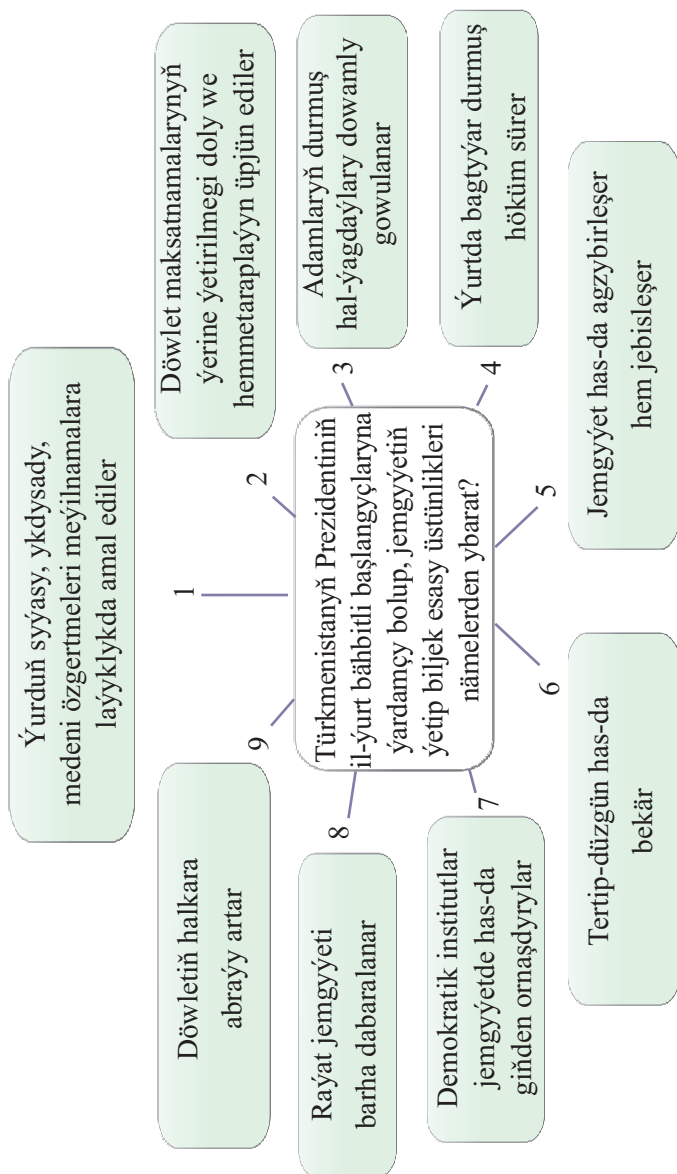 Türkmenistanyň Prezidentiniň
il-ýurt bähbitli başlangyçlaryna
ýardamçy bolup, jemgyýetiň
ýetip biljek esasy üstünlikleri
nämelerden ybarat?
1
Ýurduň syýasy, ykdysady,
medeni özgertmeleri meýilnamalara
laýyklykda amal ediler
2
Döwlet maksatnamalarynyň
ýerine ýetirilmegi doly we
hemmetaraplaýyn üpjün ediler
3
Adamlaryň durmuş
hal-ýagdaýlary dowamly
gowulanar
4
Ýurtda bagtyýar durmuş
höküm sürer
5
Jemgyýet has-da agzybirleşer
hem jebisleşer
6
Tertip-düzgün has-da
bekär
7
Demokratik institutlar
jemgyýetde has-da
giňden ornaşdyrylar
8
Raýat jemgyýeti
barha dabaralanar
9
Döwletiň halkara
abraýy artar